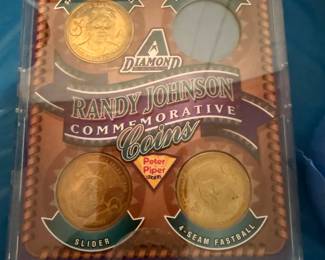 DIAMOND
RANDY JOHNSON
COMMEMORATIVE
Coins
Peter
Piper
SLIDER
4-SEAM FASTBALL